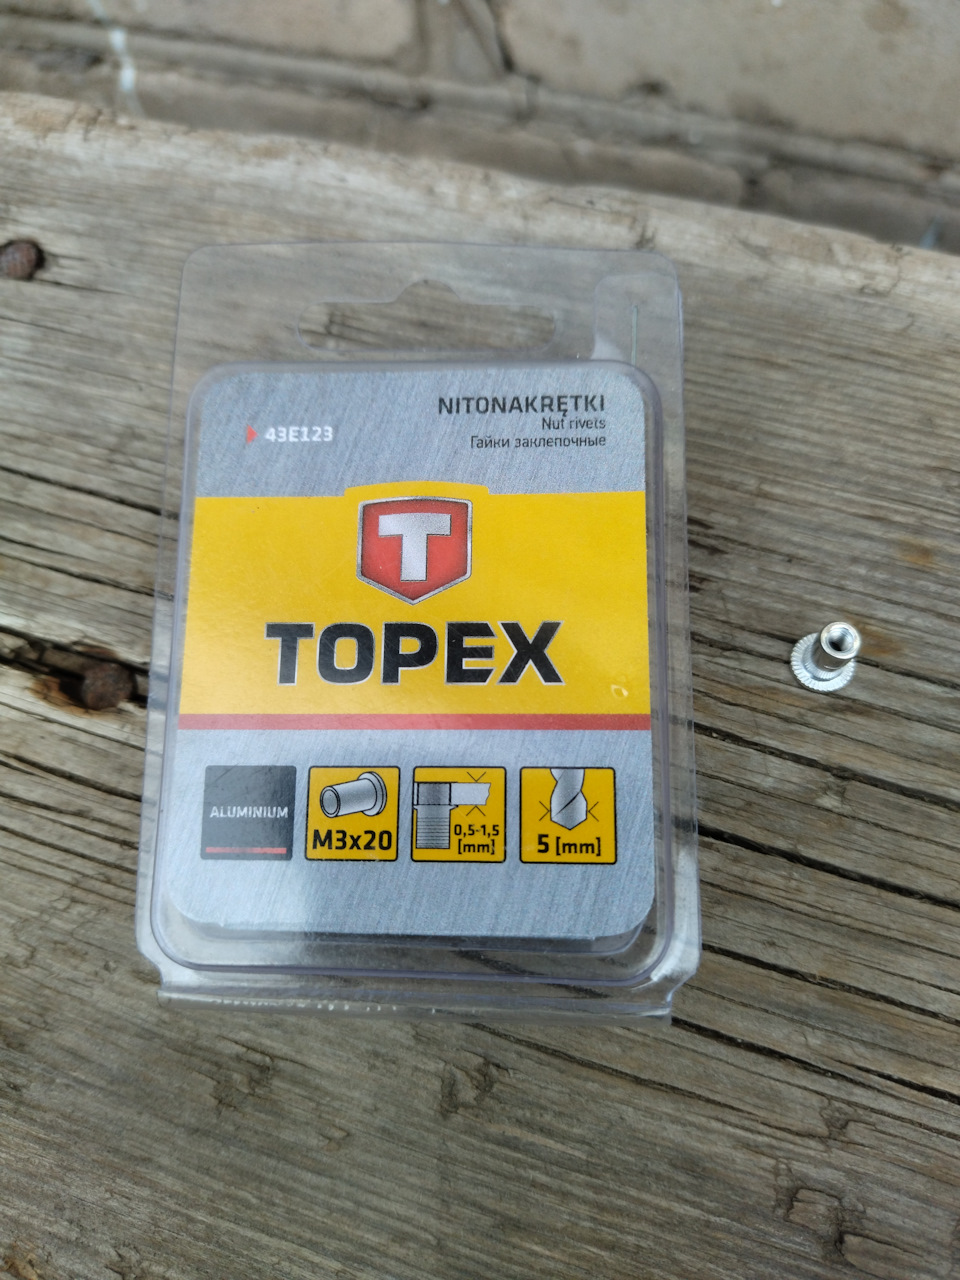 NITONAKRĘTKI
Nut rivets
Гайки заклепочные
43E123
T
TOPEX
ALUMINIUM
M3x20
0,5-1,5
[mm]
5 [mm]